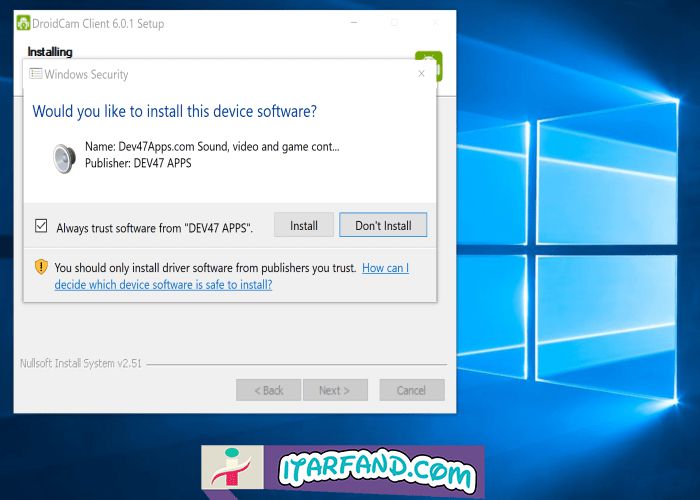 DroidCam Client 6.0.1 Setup
Installing
Windows Security
Would you like to install this device software?
Name: Dev47Apps.com Sound, video and game cont...
Publisher: DEV47 APPS
Always trust software from "DEV47 APPS".
Install
Don't Install
You should only install driver software from publishers you trust. How can I
decide which device software is safe to install?
Nullsoft Install System v2.51
< Back
Next >
Cancel
ITARFAND.COM